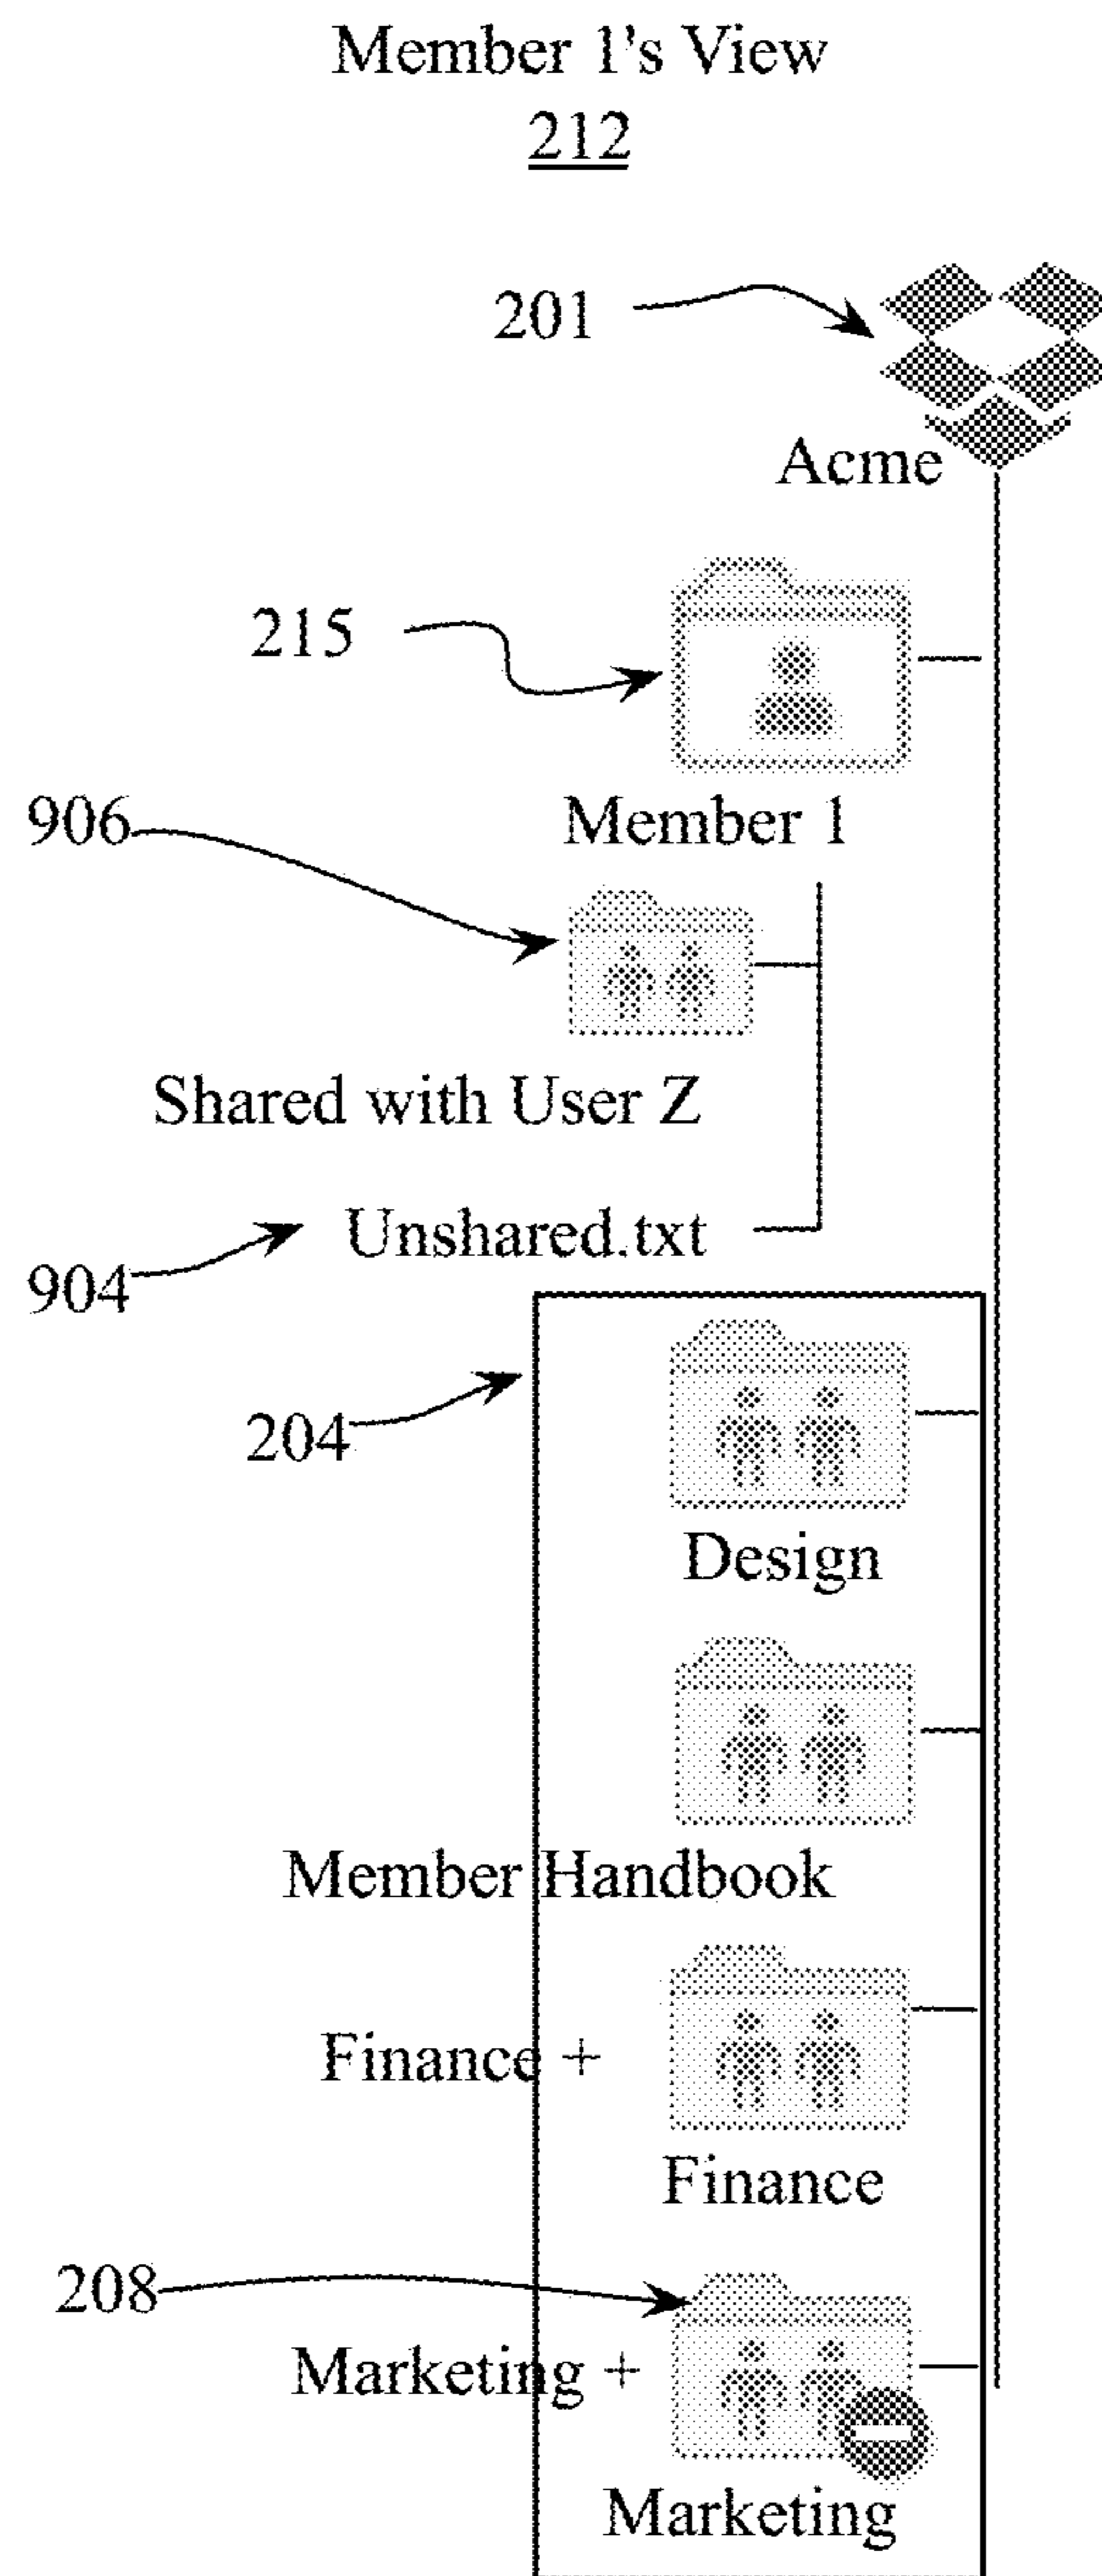 Member 1's View
212
201
Acme
215
906
Member 1
Shared with User Z
Unshared.txt
904
204
Design
Member Handbook
Finance +
Finance
208
Marketing +
Marketing